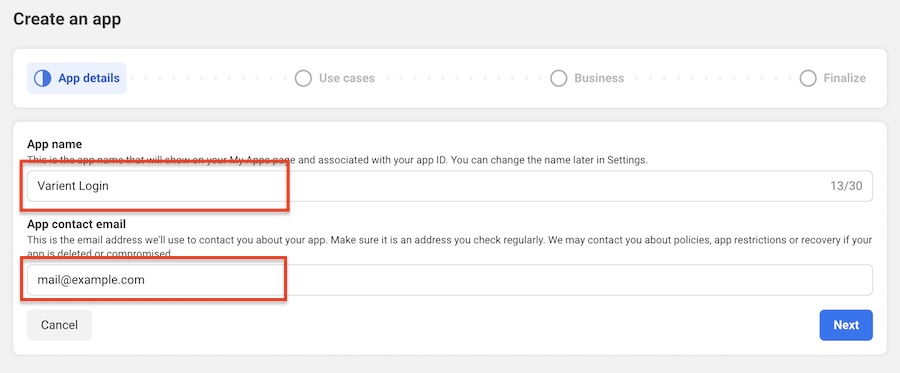 Create an app
App details
Use cases
Business
Finalize
App name
This is the app name that will show on your My Apps page and associated with your app ID. You can change the name later in Settings.
Varient Login
13/30
App contact email
This is the email address we'll use to contact you about your app. Make sure it is an address you check regularly. We may contact you about policies, app restrictions or recovery if your
app is deleted or compromised.
mail@example.com
Cancel
Next